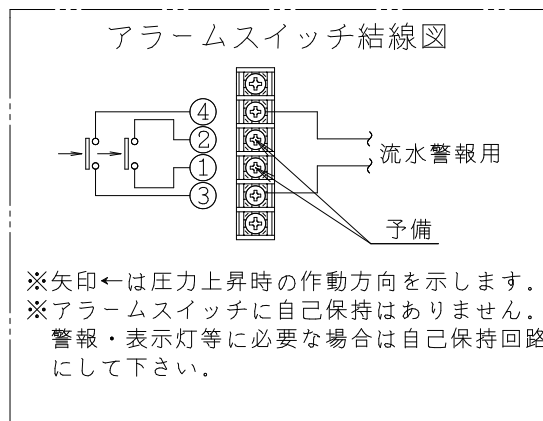 アラームスイッチ結線図
④
②
①
③
流水警報用
予備
※矢印←は圧力上昇時の作動方向を示します。
※アラームスイッチに自己保持はありません。
警報・表示灯等に必要な場合は自己保持回路
にして下さい。